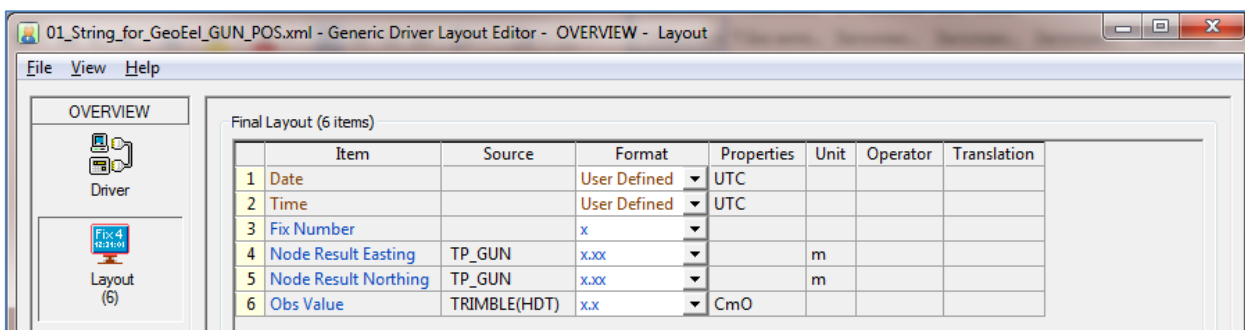 01_String_for_GeoEel_GUN_POS.xml - Generic Driver Layout Editor - OVERVIEW - Layout
File View Help
OVERVIEW
Driver
Fix 4
12:34:01
Layout
(6)
Final Layout (6 items)
Item Source Format Properties Unit Operator Translation
1 Date User Defined UTC
2 Time User Defined UTC
3 Fix Number x
4 Node Result Easting TP_GUN x.xx m
5 Node Result Northing TP_GUN x.xx m
6 Obs Value TRIMBLE(HDT) x.x CmO